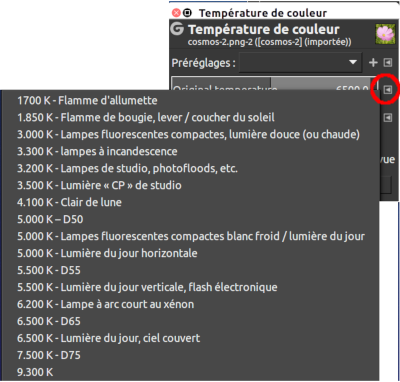 Température de couleur
Température de couleur
cosmos-2.png-2 ([cosmos-2] (importée))
Préréglages :
Original temperature 6500,0
vue
1700 K - Flamme d'allumette
1.850 K - Flamme de bougie, lever / coucher du soleil
3.000 K - Lampes fluorescentes compactes, lumière douce (ou chaude)
3.300 K - lampes à incandescence
3.200 K - Lampes de studio, photofloods, etc.
3.500 K - Lumière « CP » de studio
4.100 K - Clair de lune
5.000 K – D50
5.000 K - Lampes fluorescentes compactes blanc froid / lumière du jour
5.000 K - Lumière du jour horizontale
5.500 K - D55
5.500 K - Lumière du jour verticale, flash électronique
6.200 K - Lampe à arc court au xénon
6.500 K - D65
6.500 K - Lumière du jour, ciel couvert
7.500 K - D75
9.300 K